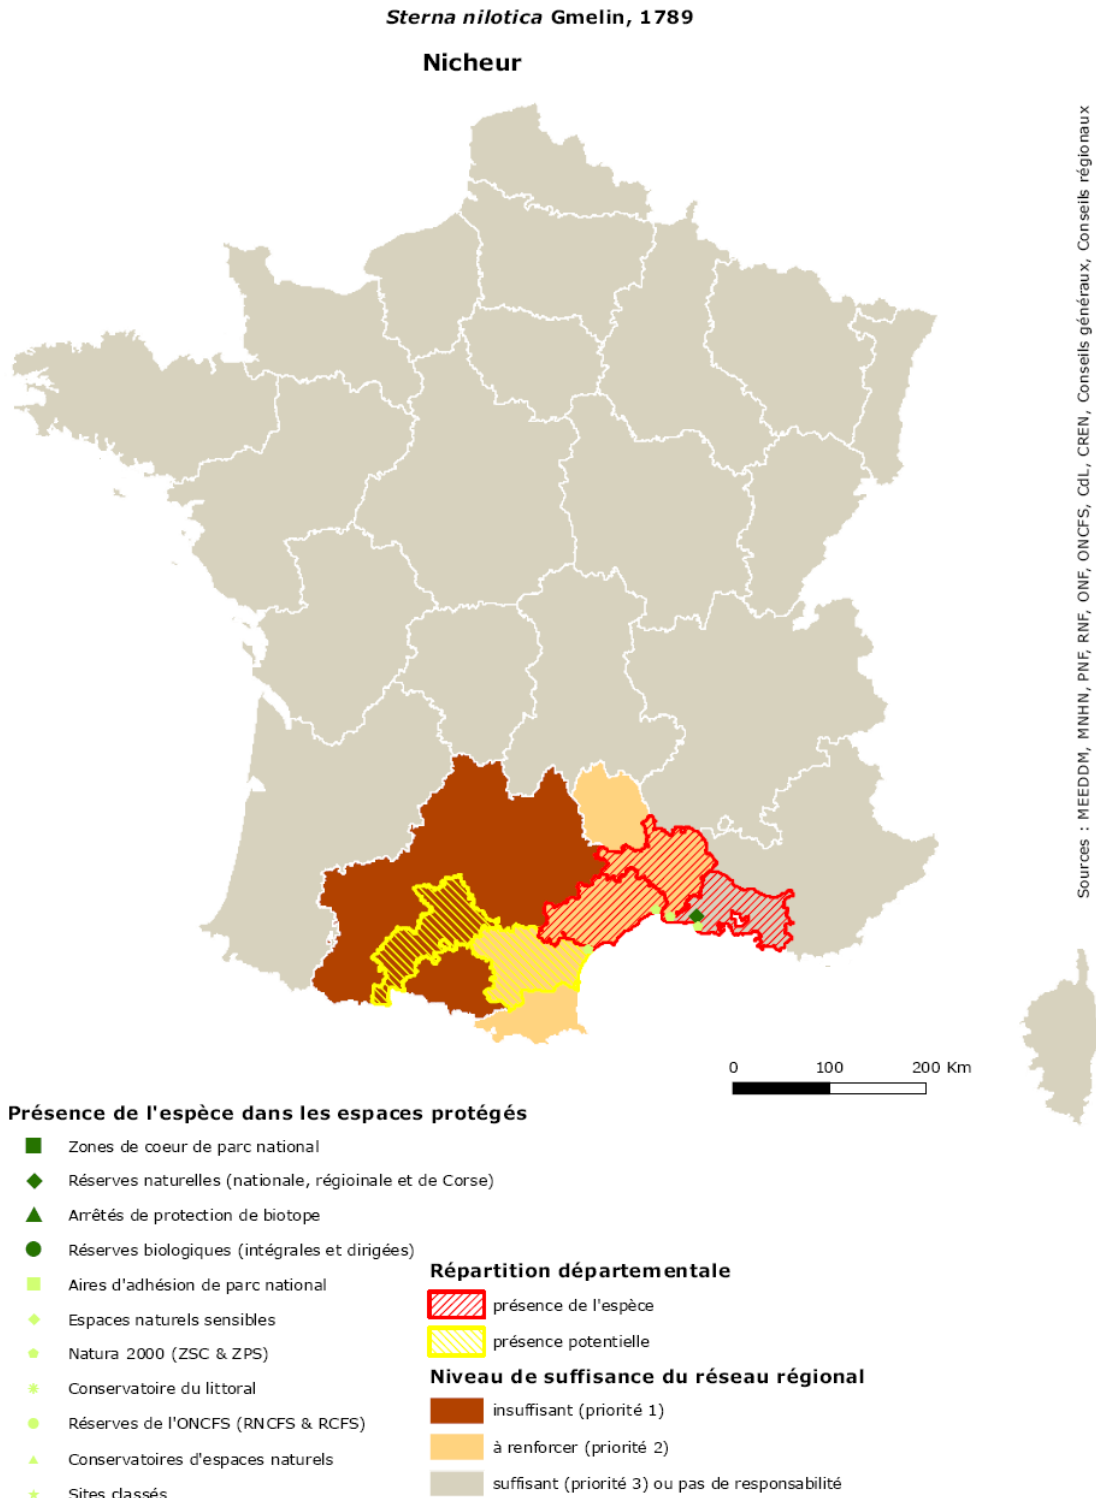 Sterna nilotica Gmelin, 1789
Nicheur
Sources : MEEDDM, MNHN, PNF, RNF, ONF, ONCFS, CdL, CREN, Conseils généraux, Conseils régionaux
0 100 200 Km
Présence de l'espèce dans les espaces protégés
Zones de coeur de parc national
Réserves naturelles (nationale, régioinale et de Corse)
Arrêtés de protection de biotope
Réserves biologiques (intégrales et dirigées)
Aires d'adhésion de parc national
Espaces naturels sensibles
Natura 2000 (ZSC & ZPS)
Conservatoire du littoral
Réserves de l'ONCFS (RNCFS & RCFS)
Conservatoires d'espaces naturels
Sites classés
Répartition départementale
présence de l'espèce
présence potentielle
Niveau de suffisance du réseau régional
insuffisant (priorité 1)
à renforcer (priorité 2)
suffisant (priorité 3) ou pas de responsabilité